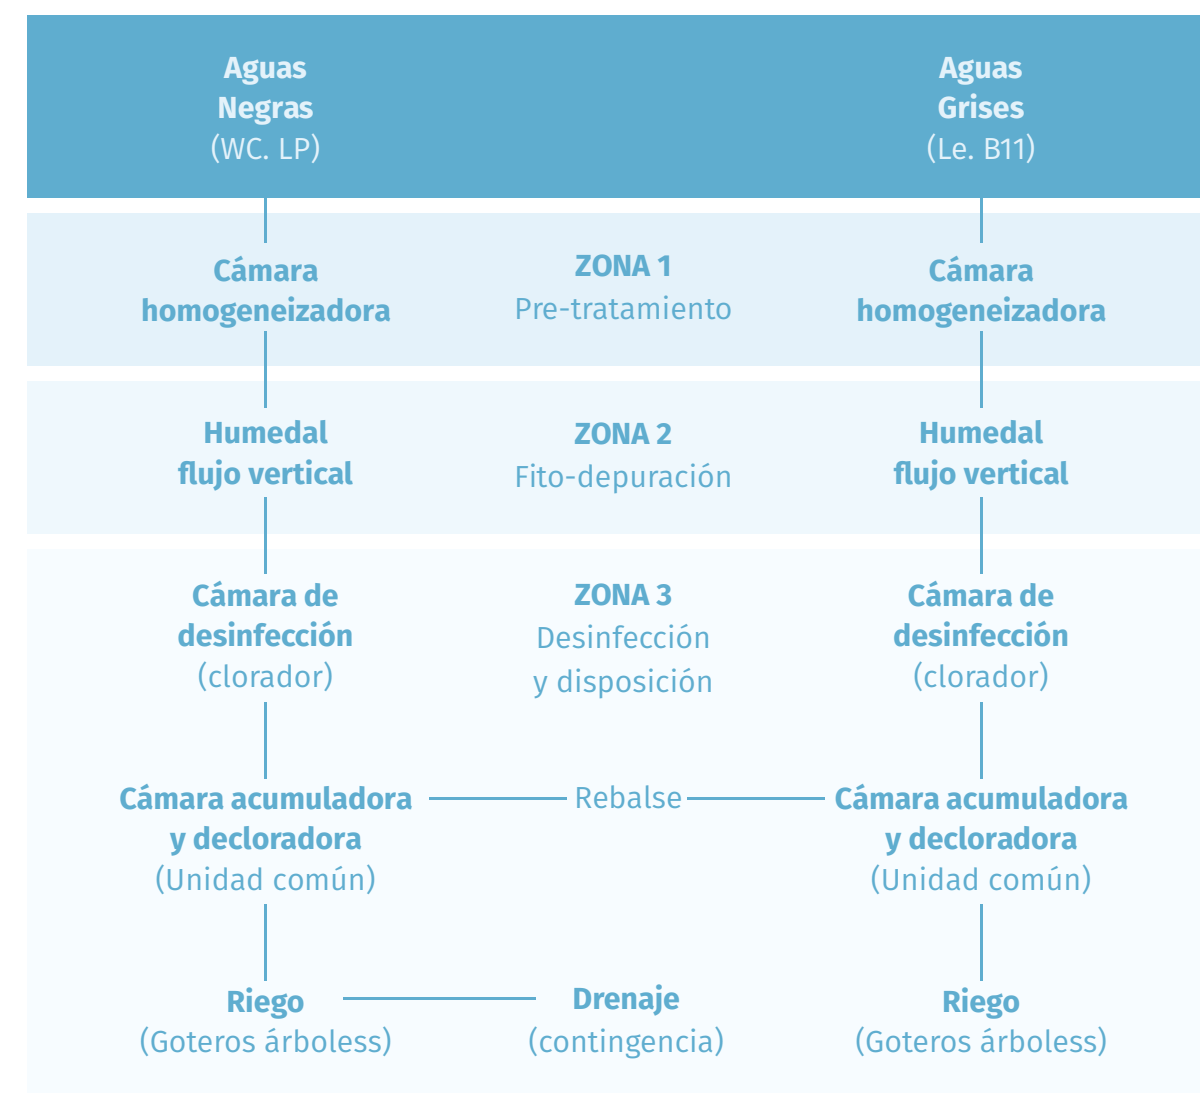 Aguas
Negras
(WC. LP)
Aguas
Grises
(Le. B11)
Cámara
homogeneizadora
ZONA 1
Pre-tratamiento
Cámara
homogeneizadora
Humedal
flujo vertical
ZONA 2
Fito-depuración
Humedal
flujo vertical
Cámara de
desinfección
(clorador)
ZONA 3
Desinfección
y disposición
Cámara de
desinfección
(clorador)
Cámara acumuladora
y decloradora
(Unidad común)
Rebalse
Cámara acumuladora
y decloradora
(Unidad común)
Riego
(Goteros árboless)
Drenaje
(contingencia)
Riego
(Goteros árboless)